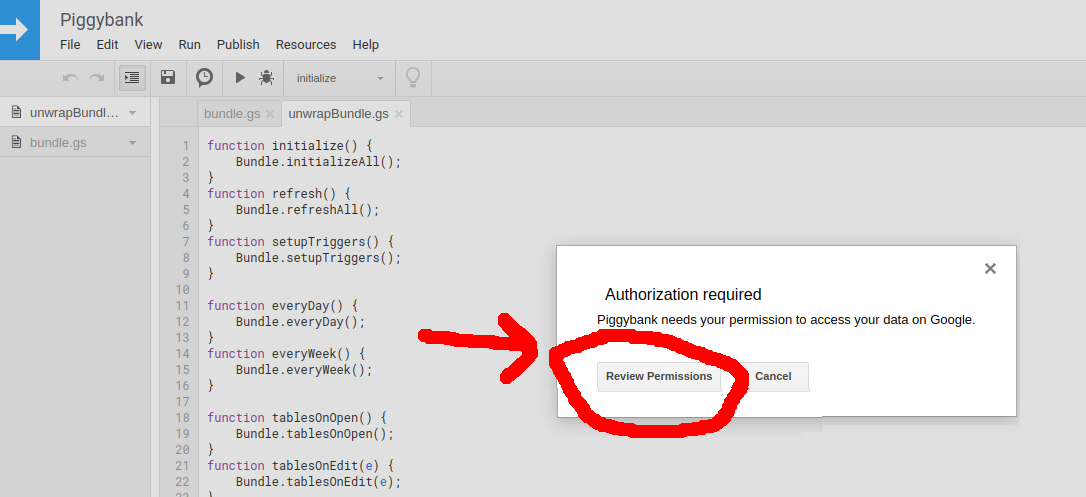 Piggybank
File Edit View Run Publish Resources Help
initialize
unwrapBundl...
bundle.gs
bundle.gs × unwrapBundle.gs ×
1 function initialize() {
2 Bundle.initializeAll();
3 }
4 function refresh() {
5 Bundle.refreshAll();
6 }
7 function setupTriggers() {
8 Bundle.setupTriggers();
9 }
10
11 function everyDay() {
12 Bundle.everyDay();
13 }
14 function everyWeek() {
15 Bundle.everyWeek();
16 }
17
18 function tablesOnOpen() {
19 Bundle.tablesOnOpen();
20 }
21 function tablesOnEdit(e) {
22 Bundle.tablesOnEdit(e);
23 }
Authorization required
Piggybank needs your permission to access your data on Google.
Review Permissions Cancel